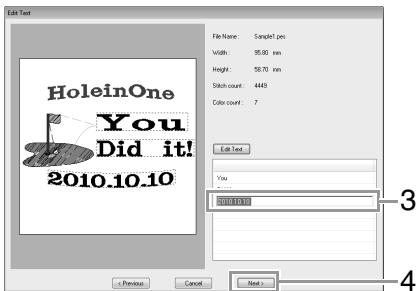 Edit Text
File Name : Sample1.pes
Width : 95.80 mm
Height : 58.70 mm
Stitch count : 4449
Color count : 7
HoleinOne
You
Did it!
2010.10.10
Edit Text
You
2010.10.10
3
< Previous
Cancel
Next >
4